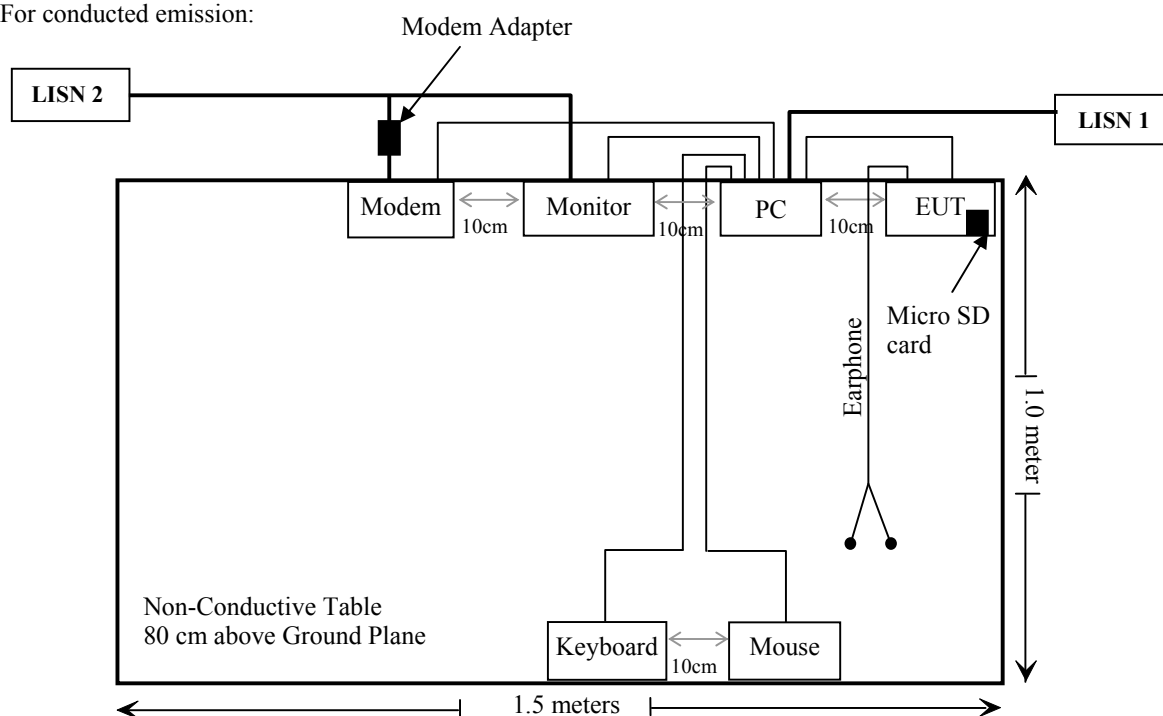 For conducted emission:
Modem Adapter
LISN 2
LISN 1
Modem
Monitor
PC
EUT
10cm
10cm
10cm
Micro SD
card
Earphone
1.0 meter
Non-Conductive Table
80 cm above Ground Plane
Keyboard
Mouse
10cm
1.5 meters